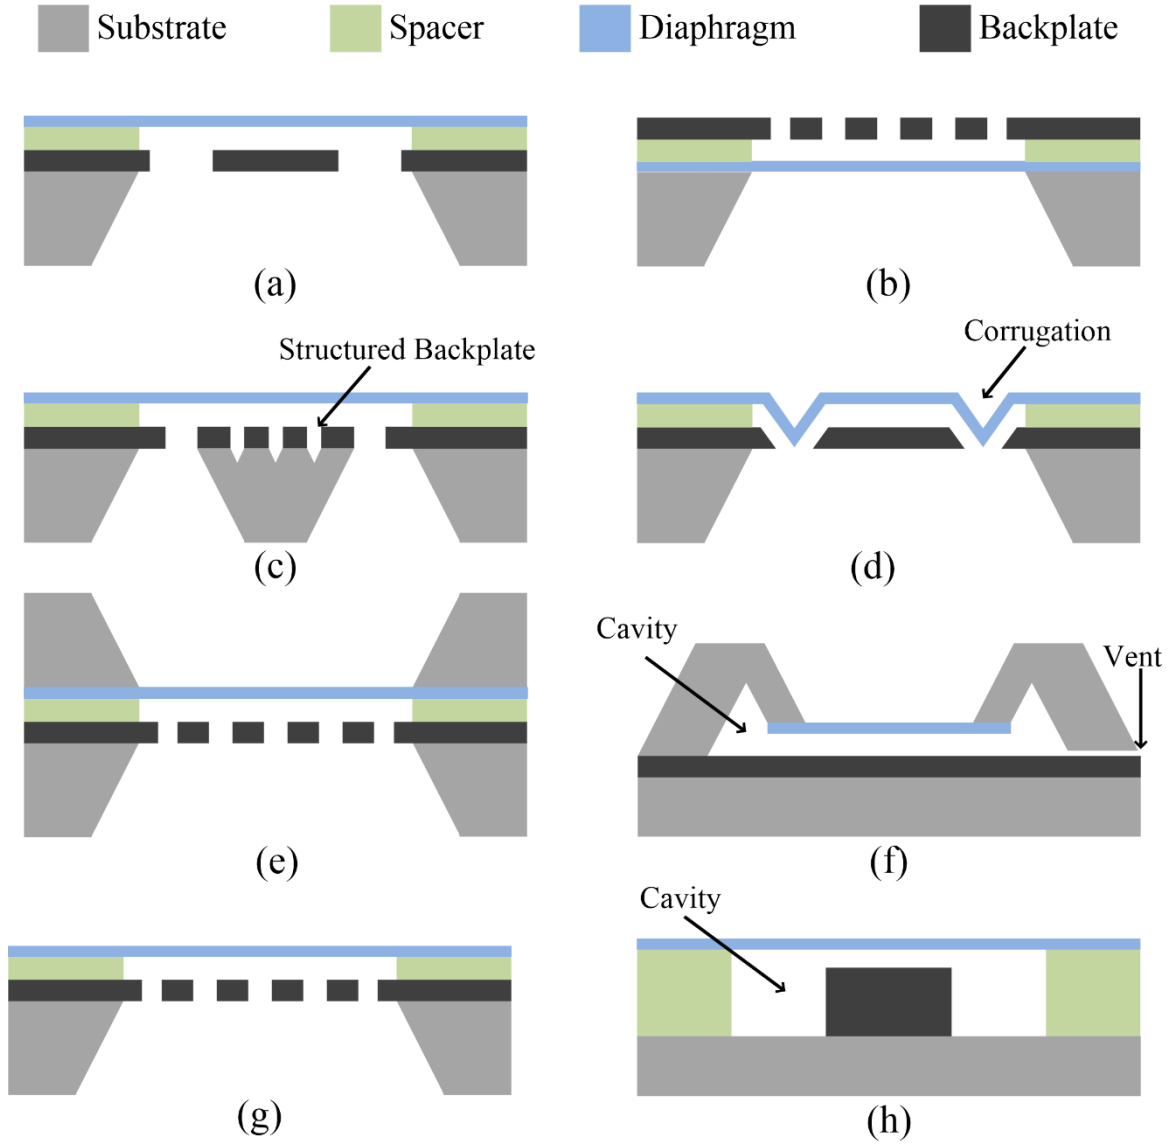 Substrate
Spacer
Diaphragm
Backplate
(a)
(b)
Structured Backplate
Corrugation
(c)
(d)
Cavity
Vent
(e)
(f)
Cavity
(g)
(h)